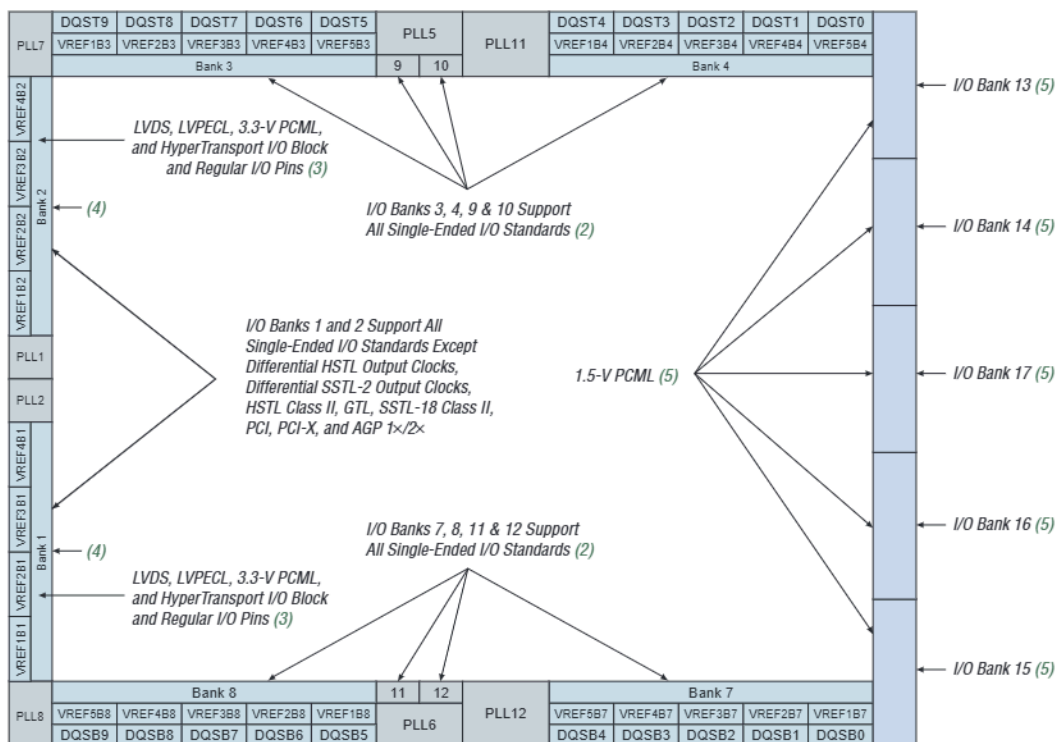 PLL7
DQST9 DQST8 DQST7 DQST6 DQST5
VREF1B3 VREF2B3 VREF3B3 VREF4B3 VREF5B3
Bank 3
PLL5
9 10
PLL11
DQST4 DQST3 DQST2 DQST1 DQST0
VREF1B4 VREF2B4 VREF3B4 VREF4B4 VREF5B4
Bank 4
VREF4B2
VREF3B2
VREF2B2
VREF1B2
Bank 2
LVDS, LVPECL, 3.3-V PCML,
and HyperTransport I/O Block
and Regular I/O Pins (3)
(4)
I/O Banks 3, 4, 9 & 10 Support
All Single-Ended I/O Standards (2)
I/O Bank 13 (5)
I/O Bank 14 (5)
PLL1
PLL2
I/O Banks 1 and 2 Support All
Single-Ended I/O Standards Except
Differential HSTL Output Clocks,
Differential SSTL-2 Output Clocks,
HSTL Class II, GTL, SSTL-18 Class II,
PCI, PCI-X, and AGP 1×/2×
1.5-V PCML (5)
I/O Bank 17 (5)
VREF4B1
VREF3B1
VREF2B1
VREF1B1
Bank 1
(4)
LVDS, LVPECL, 3.3-V PCML,
and HyperTransport I/O Block
and Regular I/O Pins (3)
I/O Banks 7, 8, 11 & 12 Support
All Single-Ended I/O Standards (2)
I/O Bank 16 (5)
I/O Bank 15 (5)
PLL8
Bank 8
VREF5B8 VREF4B8 VREF3B8 VREF2B8 VREF1B8
DQSB9 DQSB8 DQSB7 DQSB6 DQSB5
11 12
PLL6
PLL12
Bank 7
VREF5B7 VREF4B7 VREF3B7 VREF2B7 VREF1B7
DQSB4 DQSB3 DQSB2 DQSB1 DQSB0